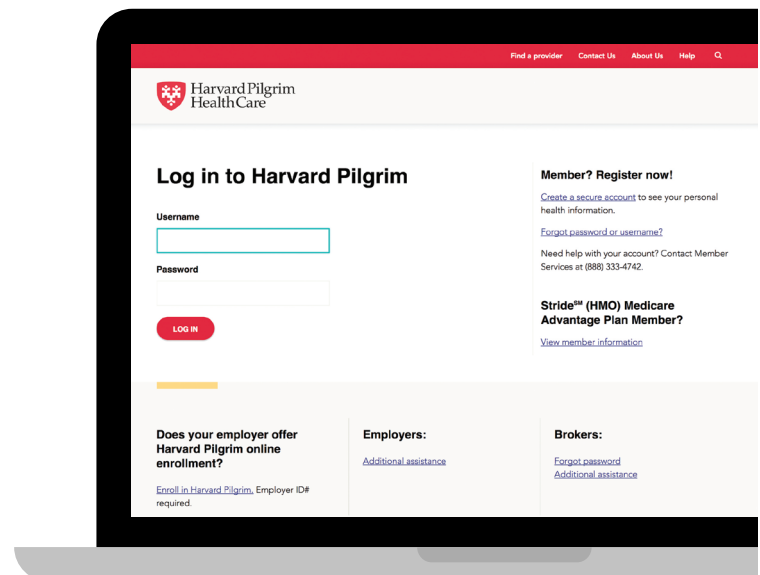 Find a provider Contact Us About Us Help
Harvard Pilgrim
HealthCare
Log in to Harvard Pilgrim
Username
Password
LOG IN
Member? Register now!
Create a secure account to see your personal
health information.
Forgot password or username?
Need help with your account? Contact Member
Services at (888) 333-4742.
Stride℠ (HMO) Medicare
Advantage Plan Member?
View member information
Does your employer offer
Harvard Pilgrim online
enrollment?
Enroll in Harvard Pilgrim. Employer ID#
required.
Employers:
Additional assistance
Brokers:
Forgot password
Additional assistance